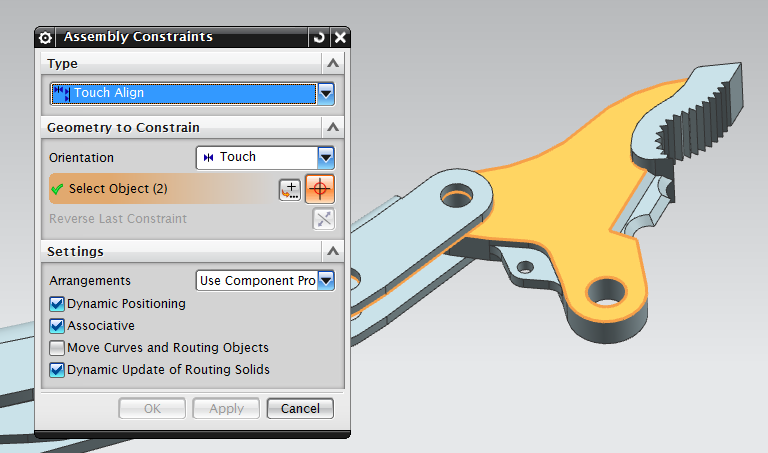 Assembly Constraints
Type
Touch Align
Geometry to Constrain
Orientation
Touch
Select Object (2)
Reverse Last Constraint
Settings
Arrangements
Use Component Pro
Dynamic Positioning
Associative
Move Curves and Routing Objects
Dynamic Update of Routing Solids
OK
Apply
Cancel